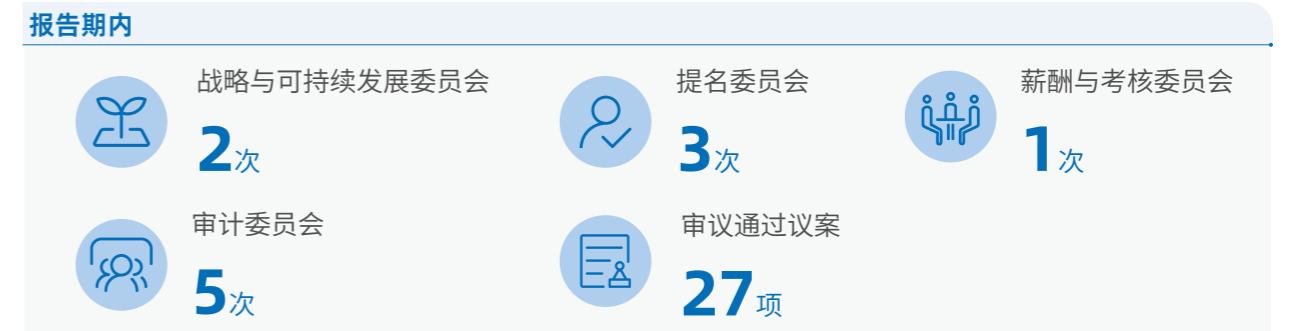 报告期内
战略与可持续发展委员会
2次
提名委员会
3次
薪酬与考核委员会
1次
审计委员会
5次
审议通过议案
27项